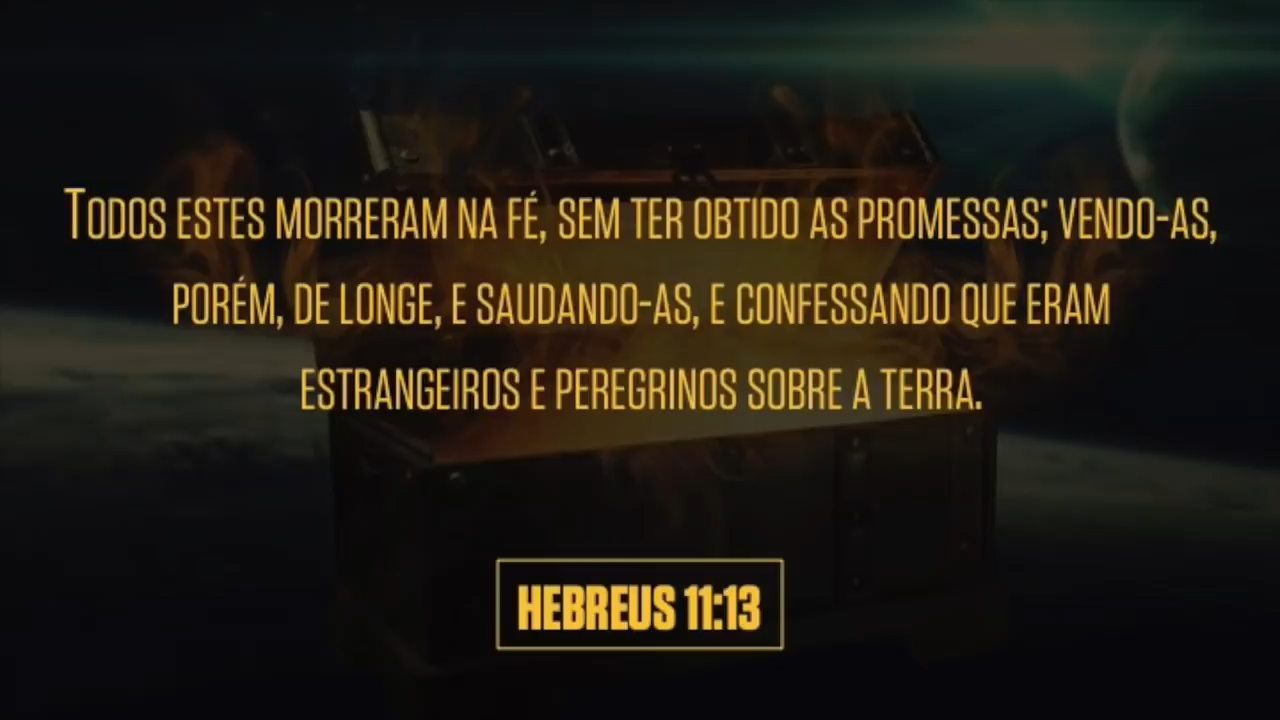 Todos estes morreram na fé, sem ter obtido as promessas; vendo-as,
porém, de longe, e saudando-as, e confessando que eram
estrangeiros e peregrinos sobre a terra.
HEBREUS 11:13